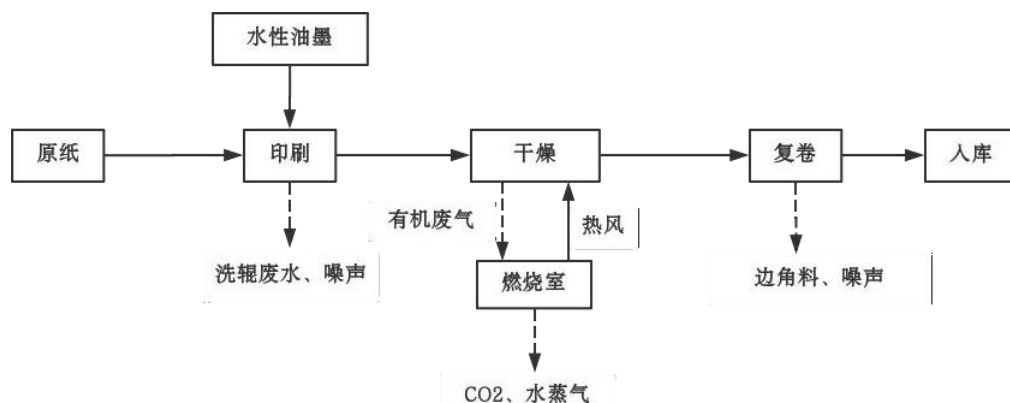 水性油墨
原纸
印刷
干燥
复卷
入库
有机废气
热风
洗辊废水、噪声
燃烧室
边角料、噪声
CO2、水蒸气